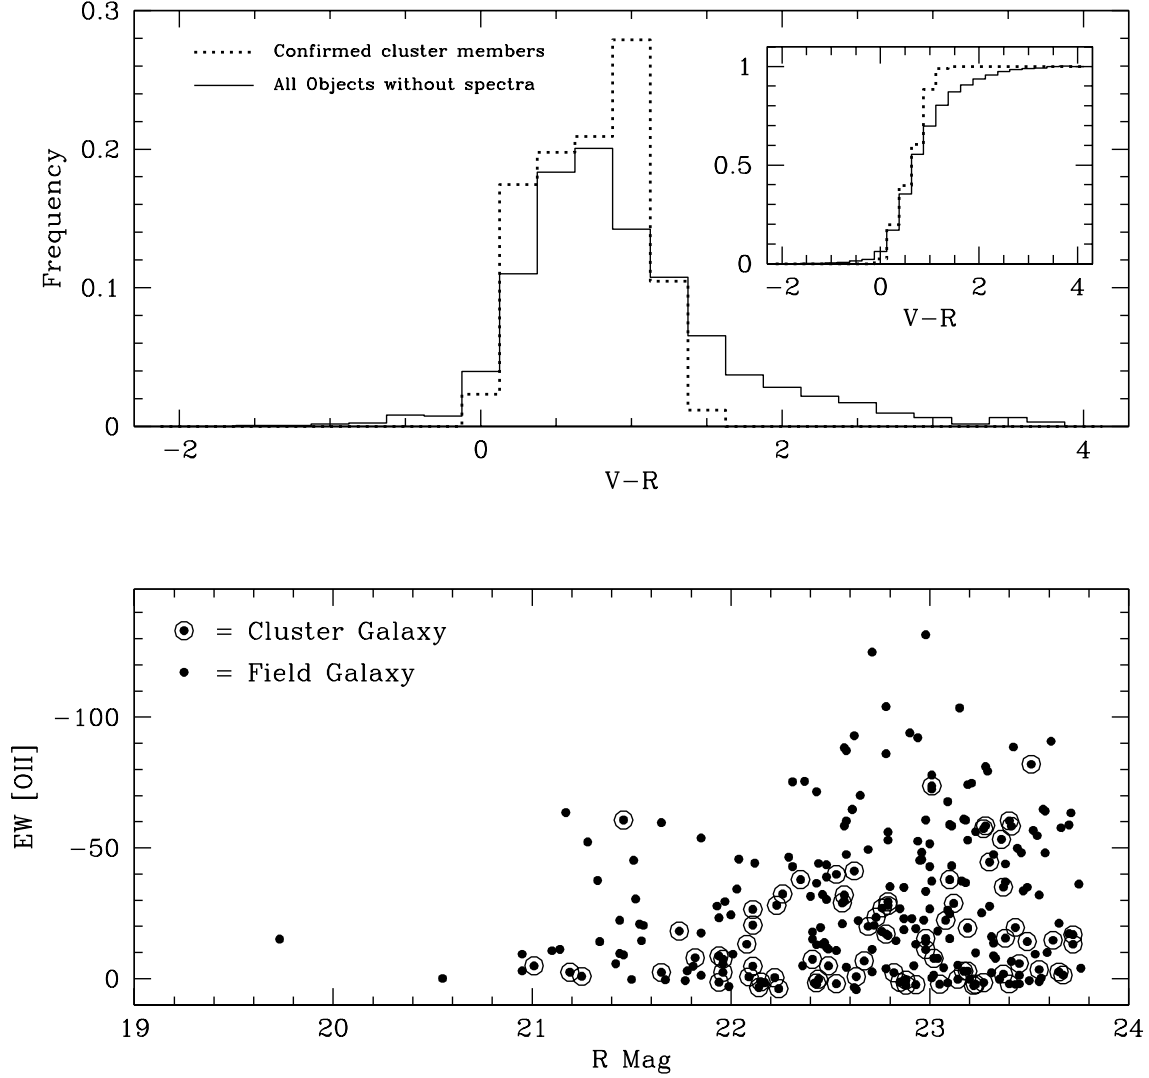 0.3
Confirmed cluster members
All Objects without spectra
1
0.5
0
−2 0 2 4
V−R
0.2
0.1
0
Frequency
−2 0 2 4
V−R
= Cluster Galaxy
= Field Galaxy
−100
−50
0
EW [OII]
19 20 21 22 23 24
R Mag